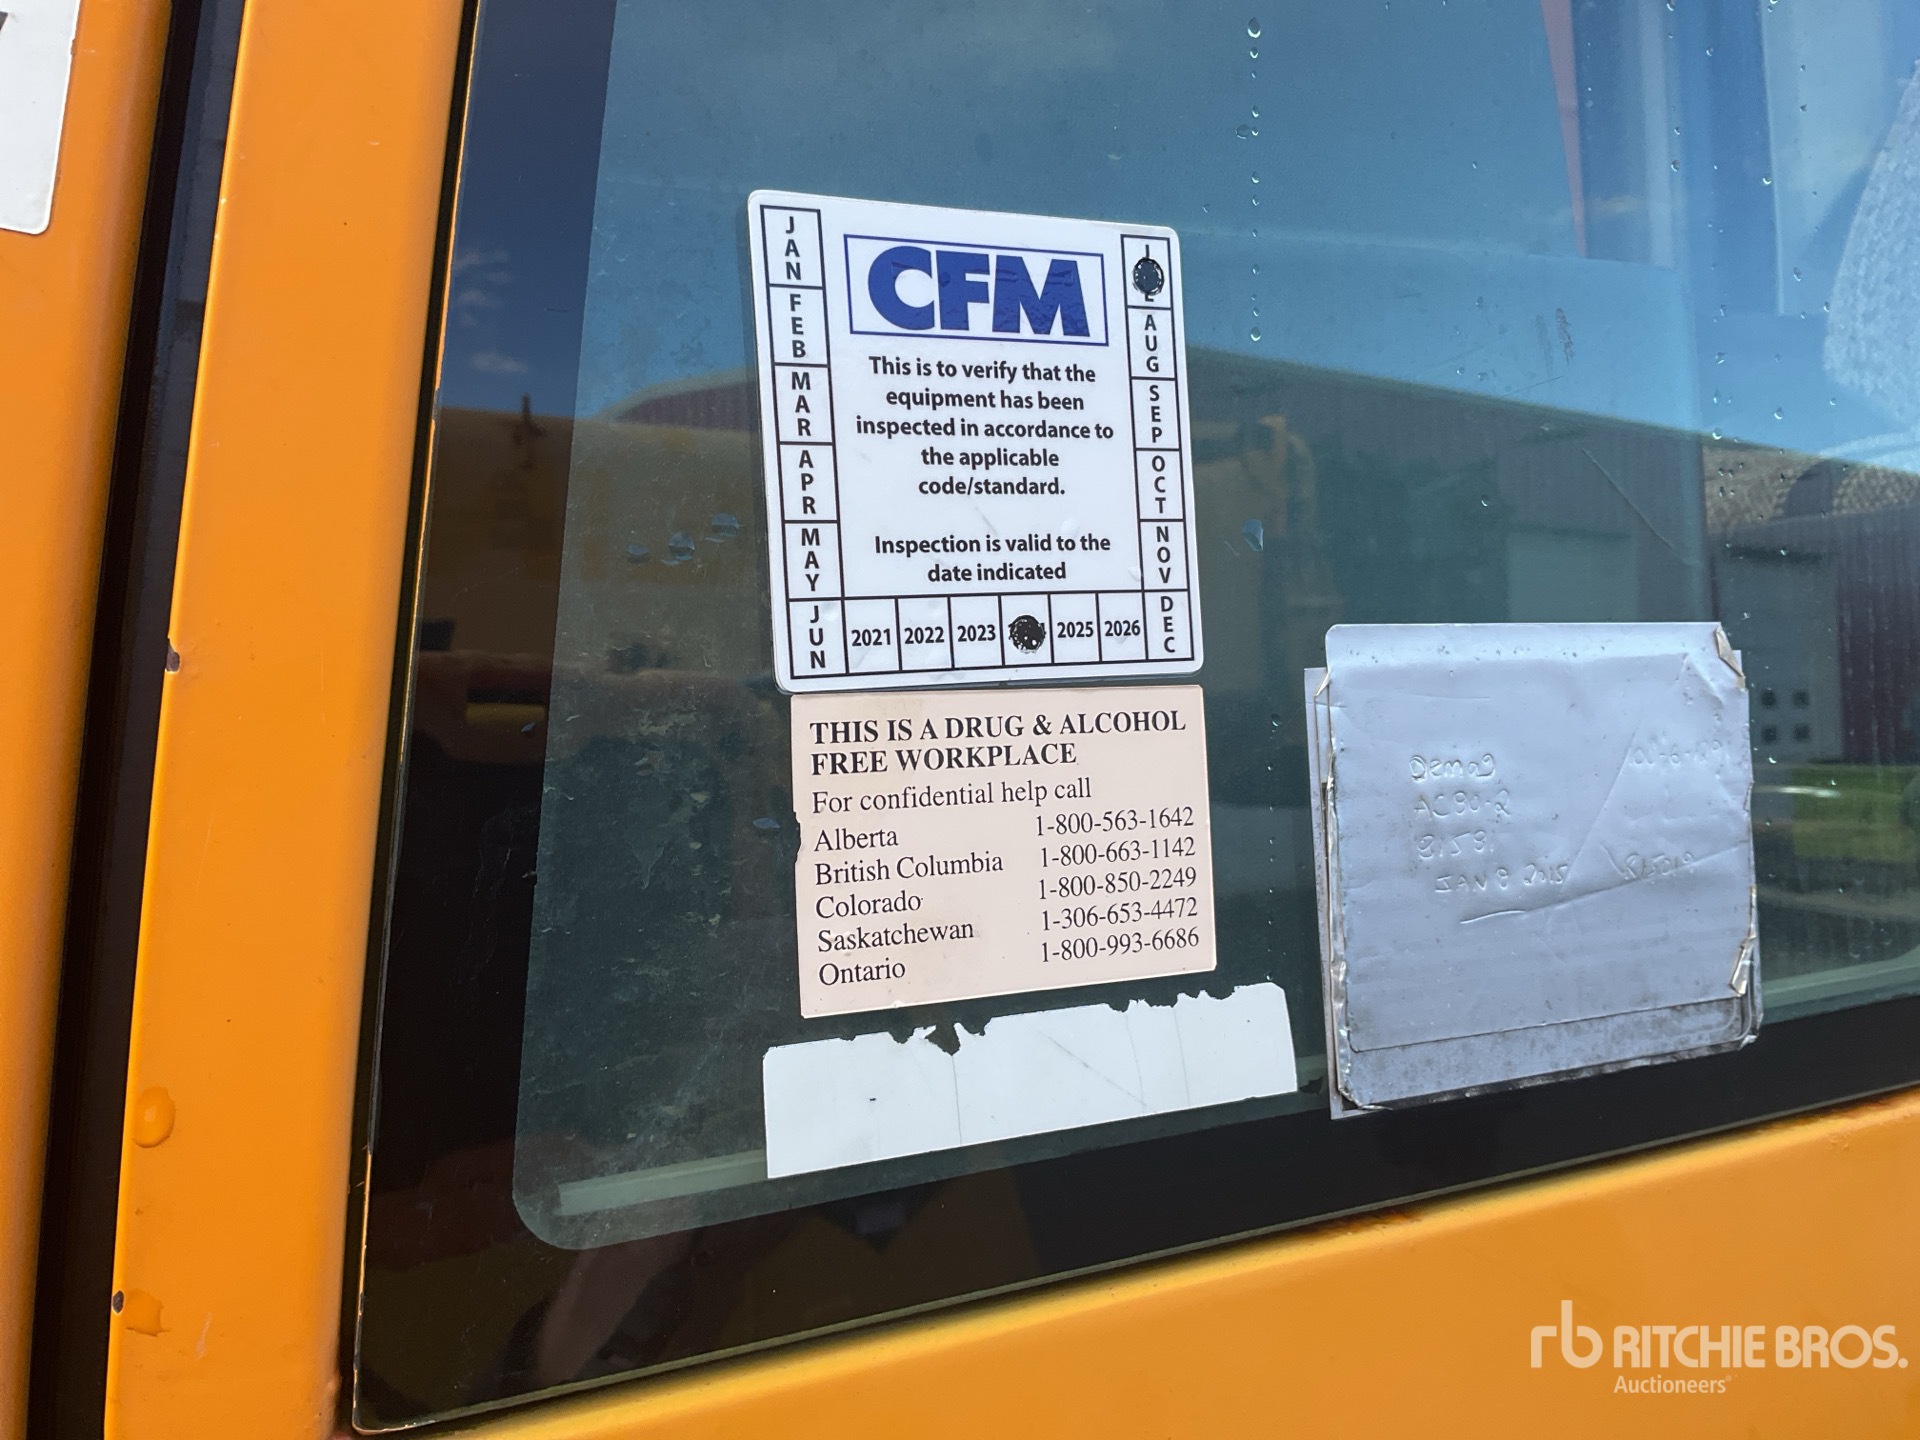 JAN
FEB
MAR
APR
MAY
JUN
CFM
This is to verify that the
equipment has been
inspected in accordance to
the applicable
code/standard.
Inspection is valid to the
date indicated
2021 2022 2023 2025 2026
AUG
SEP
OCT
NOV
DEC
THIS IS A DRUG & ALCOHOL
FREE WORKPLACE
For confidential help call
Alberta 1-800-563-1642
British Columbia 1-800-663-1142
Colorado 1-800-850-2249
Saskatchewan 1-306-653-4472
Ontario 1-800-993-6686
Demag
AC80-2
JAN 8 2015
rb RITCHIE BROS.
Auctioneers